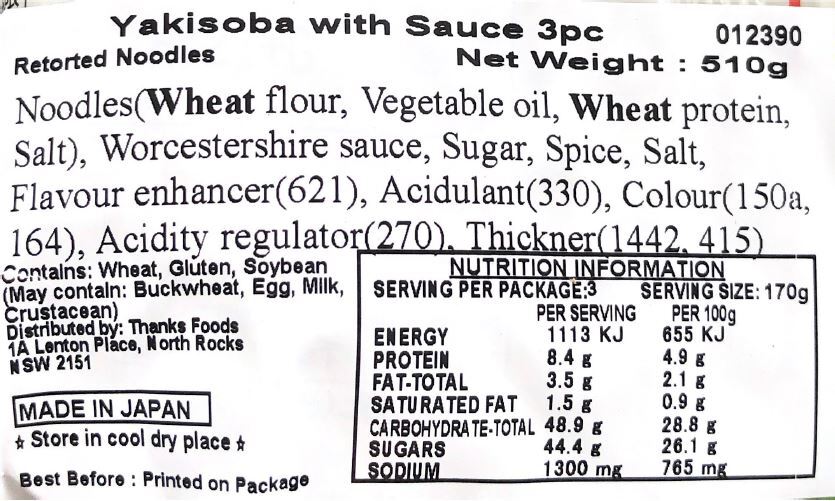 Yakisoba with Sauce 3pc
012390
Retorted Noodles
Net Weight : 510g
Noodles(Wheat flour, Vegetable oil, Wheat protein,
Salt), Worcestershire sauce, Sugar, Spice, Salt,
Flavour enhancer(621), Acidulant(330), Colour(150a,
164), Acidity regulator(270), Thickner(1442, 415)
Contains: Wheat, Gluten, Soybean
(May contain: Buckwheat, Egg, Milk,
Crustacean)
Distributed by: Thanks Foods
1A Lenton Place, North Rocks
NSW 2151
MADE IN JAPAN
★ Store in cool dry place ★
Best Before : Printed on Package
NUTRITION INFORMATION
SERVING PER PACKAGE:3 SERVING SIZE: 170g
PER SERVING PER 100g
ENERGY 1113 KJ 655 KJ
PROTEIN 8.4 g 4.9 g
FAT-TOTAL 3.5 g 2.1 g
SATURATED FAT 1.5 g 0.9 g
CARBOHYDRATE-TOTAL 48.9 g 28.8 g
SUGARS 44.4 g 26.1 g
SODIUM 1300 mg 765 mg